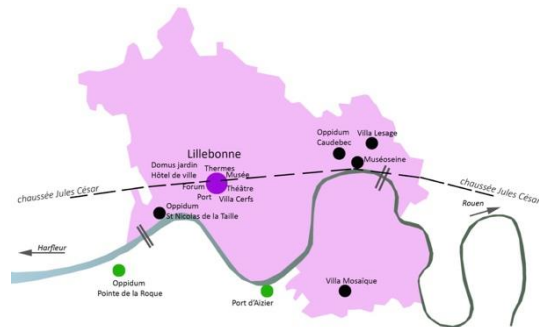 Lillebonne
Domus jardin
Thermes
Hôtel de ville
Musée
Forum
Théâtre
Port
Villa Cerfs
Oppidum
Caudebec
Villa Lesage
Muséoseine
chaussée Jules César
chaussée Jules César
Rouen
Oppidum
St Nicolas de la Taille
Harfleur
Oppidum
Pointe de la Roque
Port d'Aizier
Villa Mosaïque